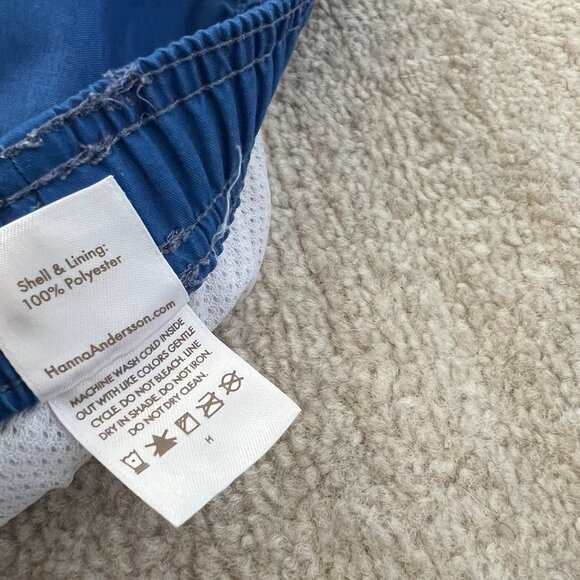 Shell & Lining:
100% Polyester
HannaAndersson.com
MACHINE WASH COLD INSIDE
OUT WITH LIKE COLORS GENTLE
CYCLE. DO NOT BLEACH. LINE
DRY IN SHADE. DO NOT IRON.
DO NOT DRY CLEAN.
H